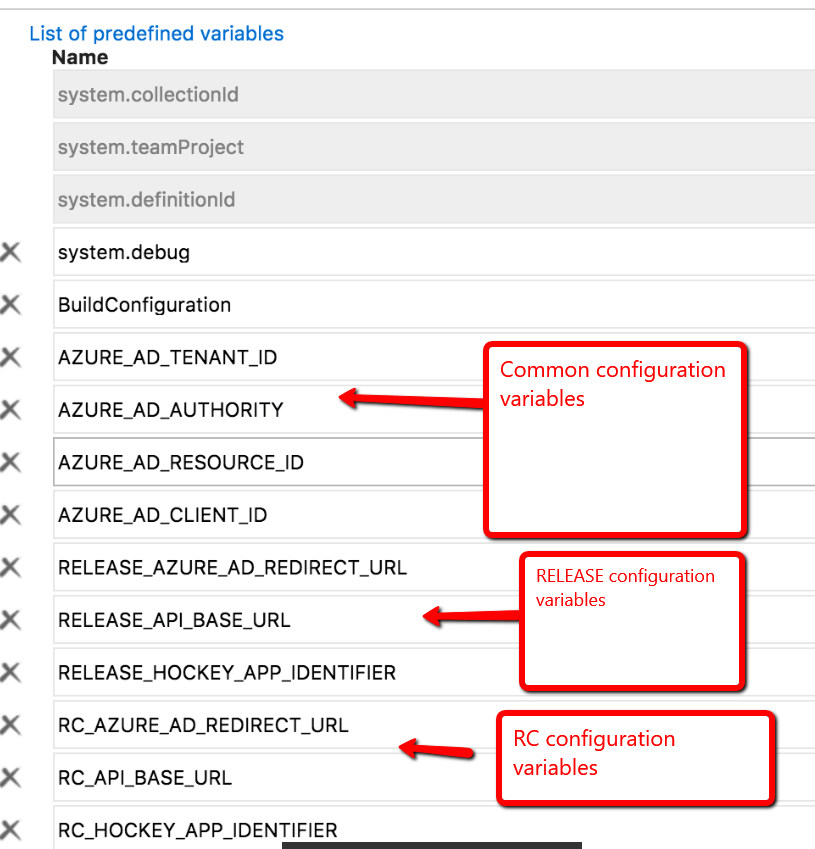 List of predefined variables
Name
system.collectionId
system.teamProject
system.definitionId
system.debug
BuildConfiguration
AZURE_AD_TENANT_ID
AZURE_AD_AUTHORITY
AZURE_AD_RESOURCE_ID
AZURE_AD_CLIENT_ID
Common configuration
variables
RELEASE_AZURE_AD_REDIRECT_URL
RELEASE_API_BASE_URL
RELEASE_HOCKEY_APP_IDENTIFIER
RELEASE configuration
variables
RC_AZURE_AD_REDIRECT_URL
RC_API_BASE_URL
RC_HOCKEY_APP_IDENTIFIER
RC configuration
variables